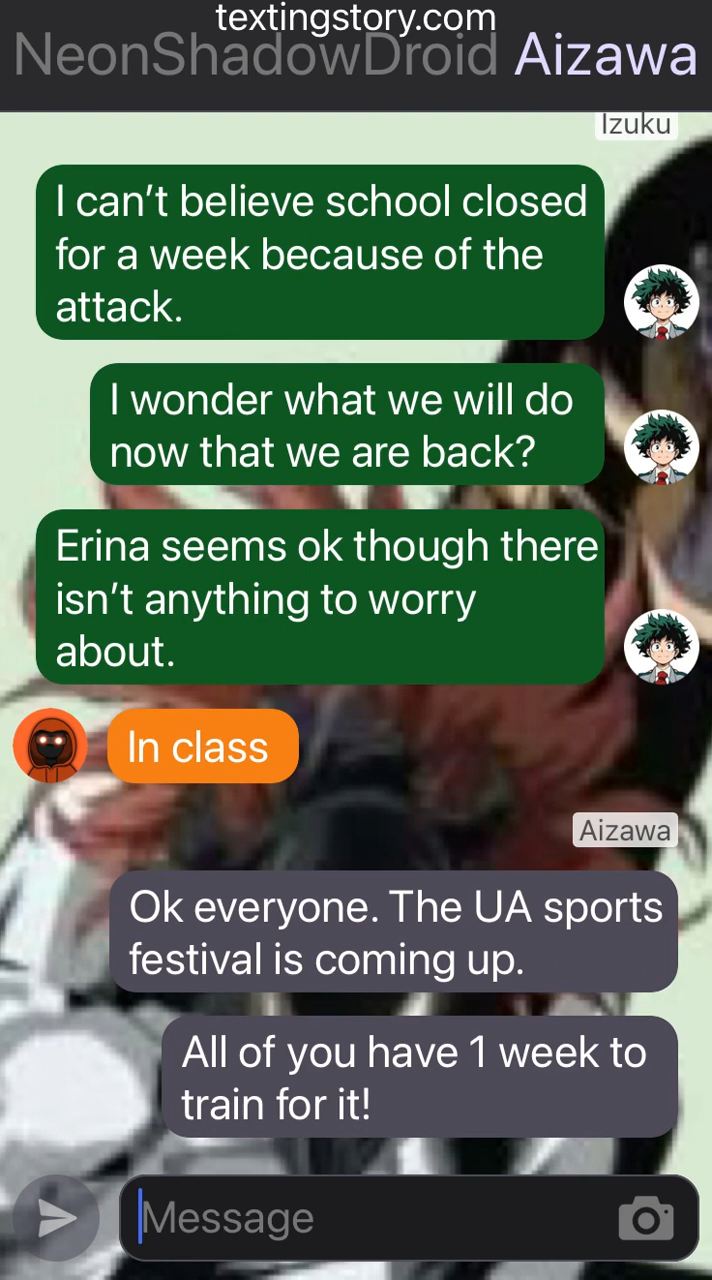 textingstory.com
NeonShadowDroid Aizawa
Izuku
I can’t believe school closed
for a week because of the
attack.
I wonder what we will do
now that we are back?
Erina seems ok though there
isn’t anything to worry
about.
In class
Aizawa
Ok everyone. The UA sports
festival is coming up.
All of you have 1 week to
train for it!
Message